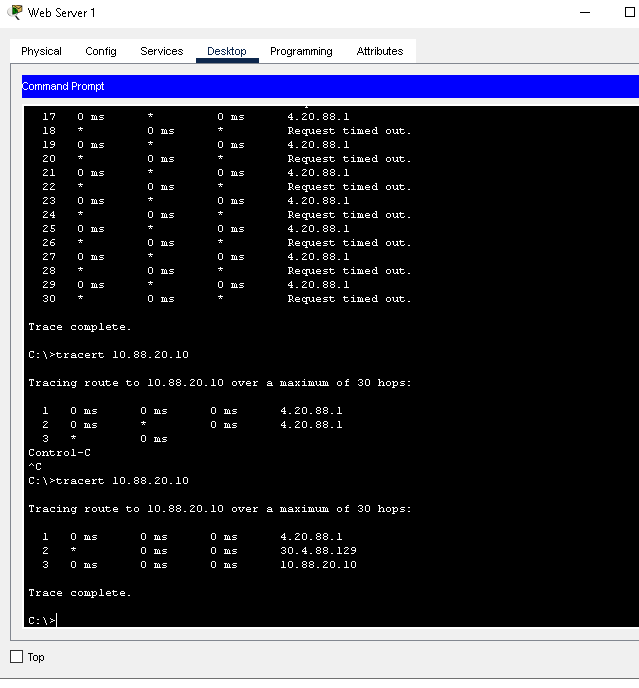 Web Server 1
Physical Config Services Desktop Programming Attributes
Command Prompt
17 0 ms * 0 ms 4.20.88.1
18 * 0 ms * Request timed out.
19 0 ms * 0 ms 4.20.88.1
20 * 0 ms * Request timed out.
21 0 ms * 0 ms 4.20.88.1
22 * 0 ms * Request timed out.
23 0 ms * 0 ms 4.20.88.1
24 * 0 ms * Request timed out.
25 0 ms * 0 ms 4.20.88.1
26 * 0 ms * Request timed out.
27 0 ms * 0 ms 4.20.88.1
28 * 0 ms * Request timed out.
29 0 ms * 0 ms 4.20.88.1
30 * 0 ms * Request timed out.
Trace complete.
C:\>tracert 10.88.20.10
Tracing route to 10.88.20.10 over a maximum of 30 hops:
1 0 ms 0 ms 0 ms 4.20.88.1
2 0 ms * 0 ms 4.20.88.1
3 * 0 ms
Control-C
^C
C:\>tracert 10.88.20.10
Tracing route to 10.88.20.10 over a maximum of 30 hops:
1 0 ms 0 ms 0 ms 4.20.88.1
2 * 0 ms 0 ms 30.4.88.129
3 0 ms 0 ms 0 ms 10.88.20.10
Trace complete.
C:\>
Top